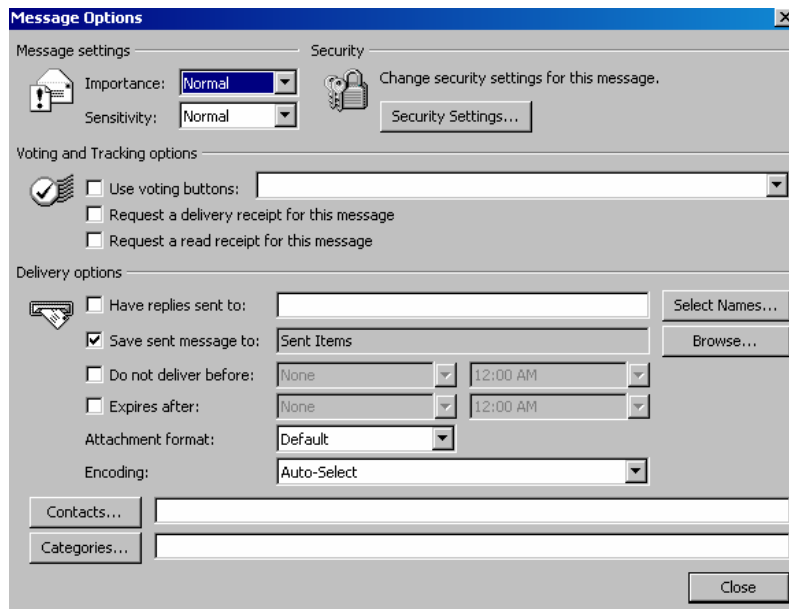 Message Options
Message settings
Security
Importance: Normal
Change security settings for this message.
Sensitivity: Normal
Security Settings...
Voting and Tracking options
Use voting buttons:
Request a delivery receipt for this message
Request a read receipt for this message
Delivery options
Have replies sent to:
Select Names...
Save sent message to: Sent Items
Browse...
Do not deliver before: None 12:00 AM
Expires after: None 12:00 AM
Attachment format: Default
Encoding: Auto-Select
Contacts...
Categories...
Close